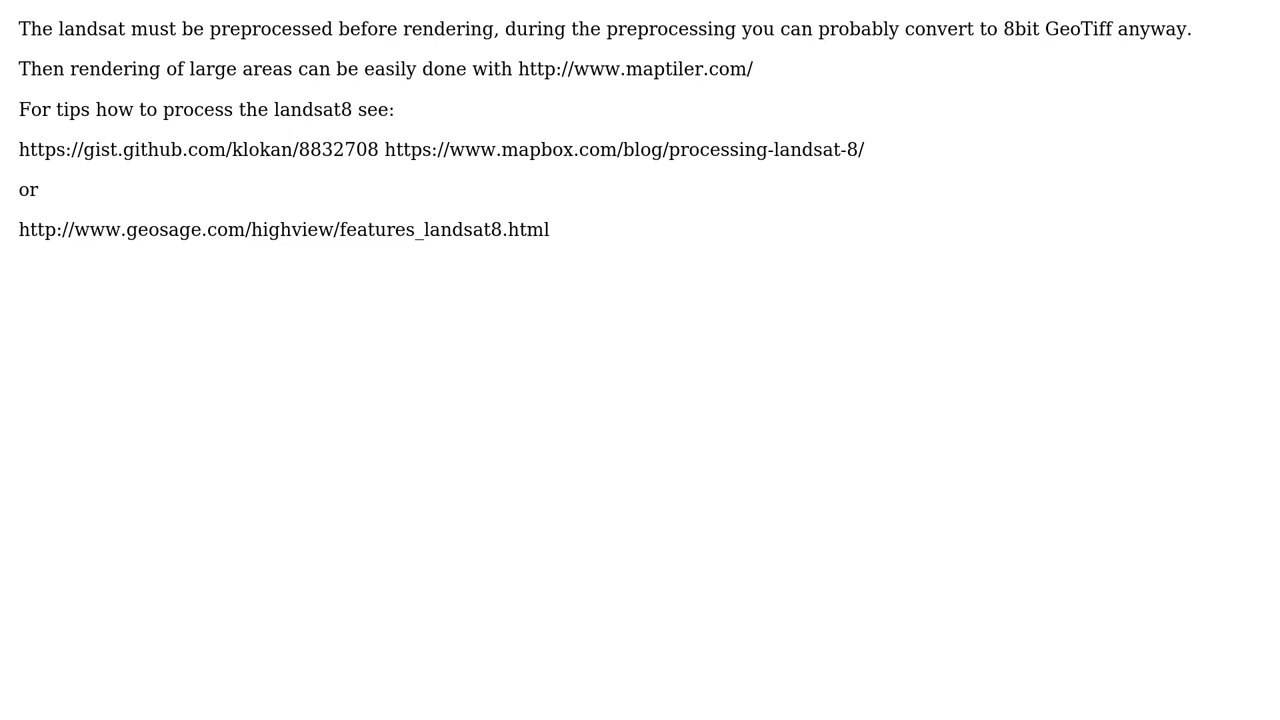 The landsat must be preprocessed before rendering, during the preprocessing you can probably convert to 8bit GeoTiff anyway.
Then rendering of large areas can be easily done with http://www.maptiler.com/
For tips how to process the landsat8 see:
https://gist.github.com/klokan/8832708 https://www.mapbox.com/blog/processing-landsat-8/
or
http://www.geosage.com/highview/features_landsat8.html